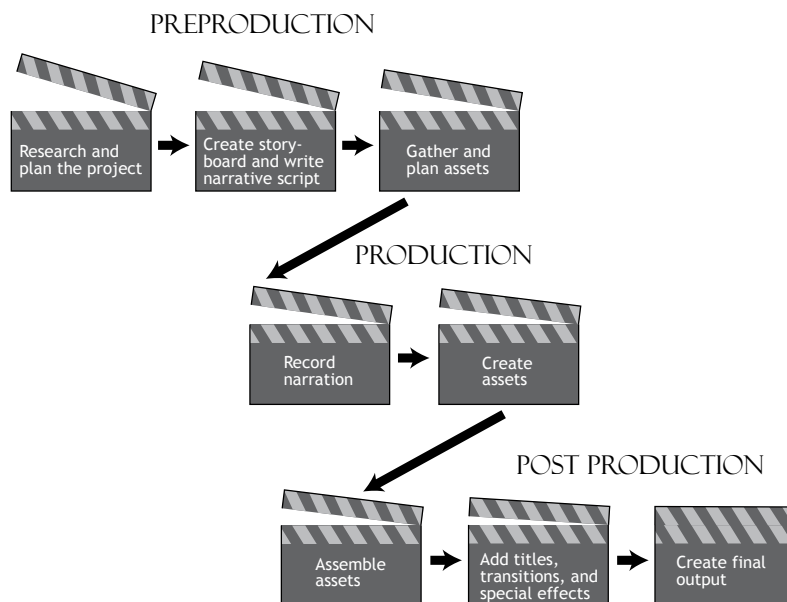 PREPRODUCTION
Research and
plan the project
Create story-
board and write
narrative script
Gather and
plan assets
PRODUCTION
Record
narration
Create
assets
POST PRODUCTION
Assemble
assets
Add titles,
transitions, and
special effects
Create final
output